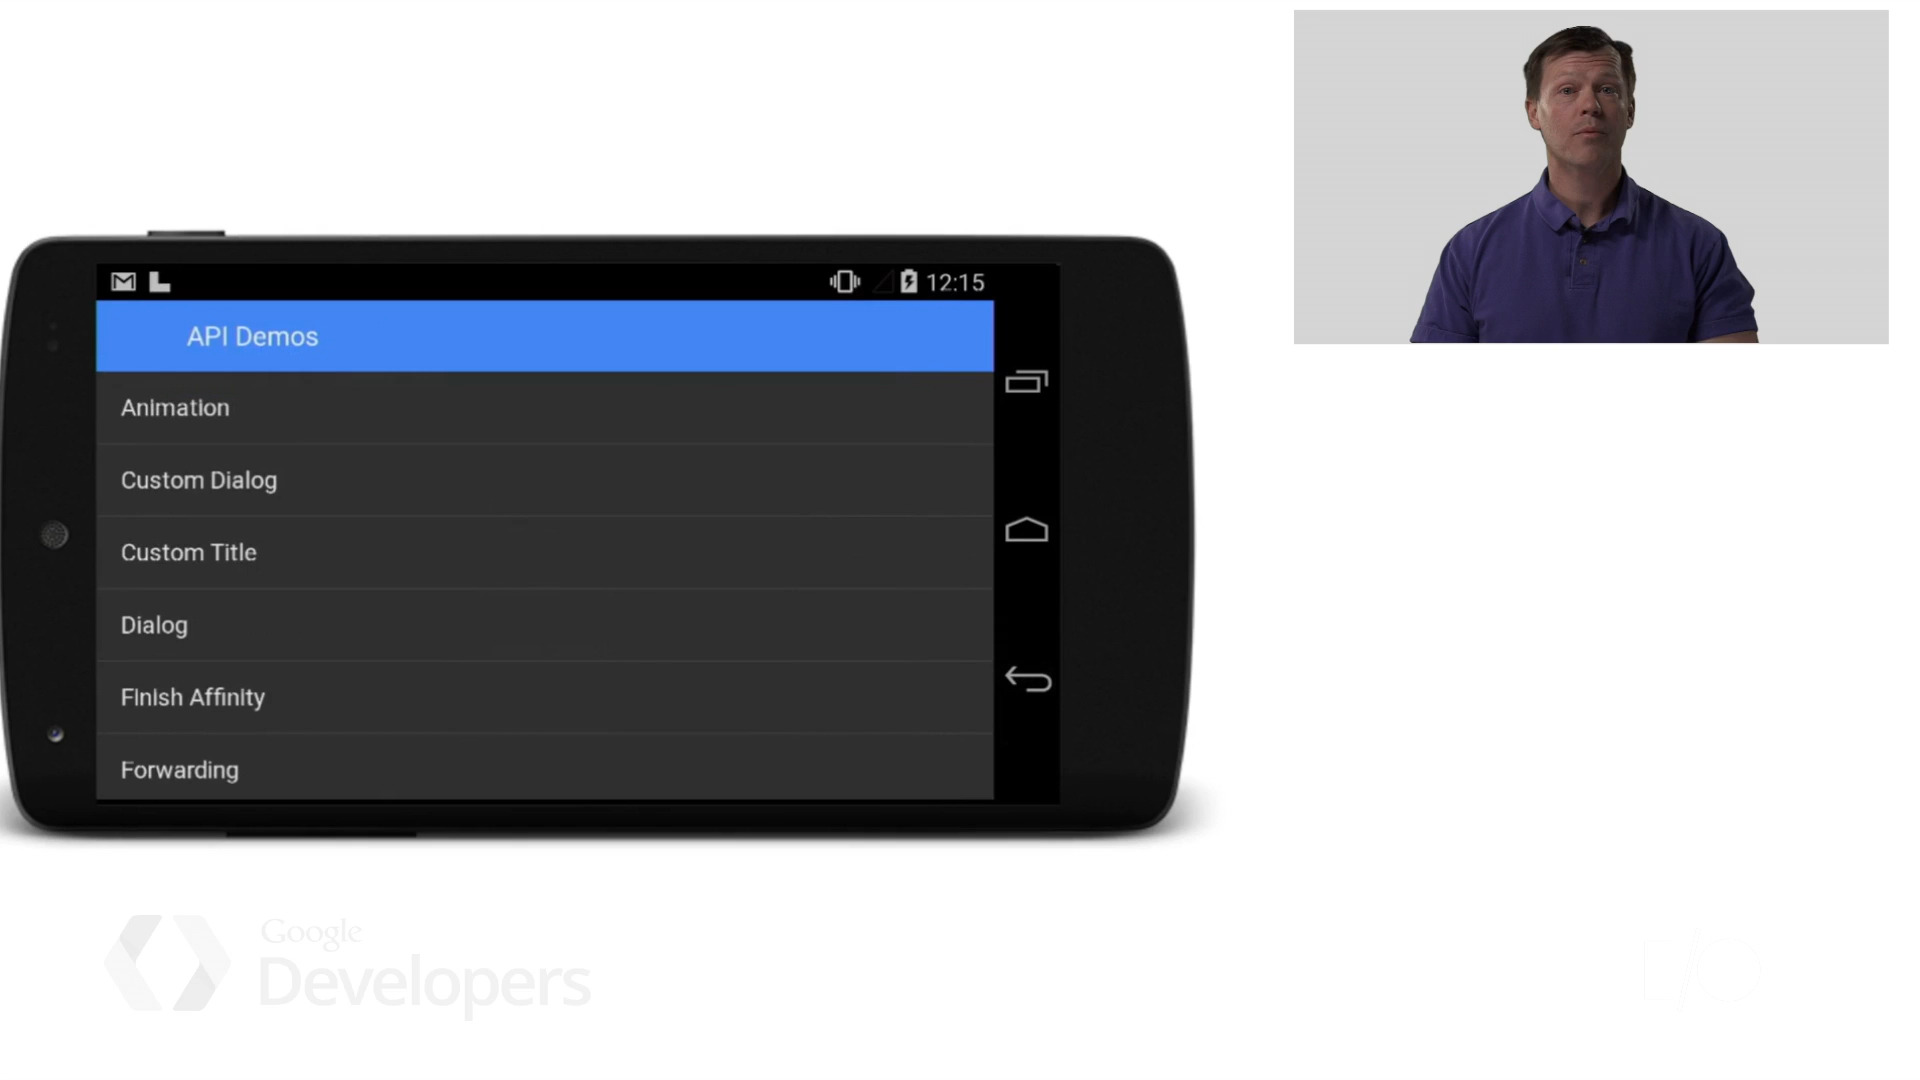 12:15
API Demos
Animation
Custom Dialog
Custom Title
Dialog
Finish Affinity
Forwarding
Google
Developers